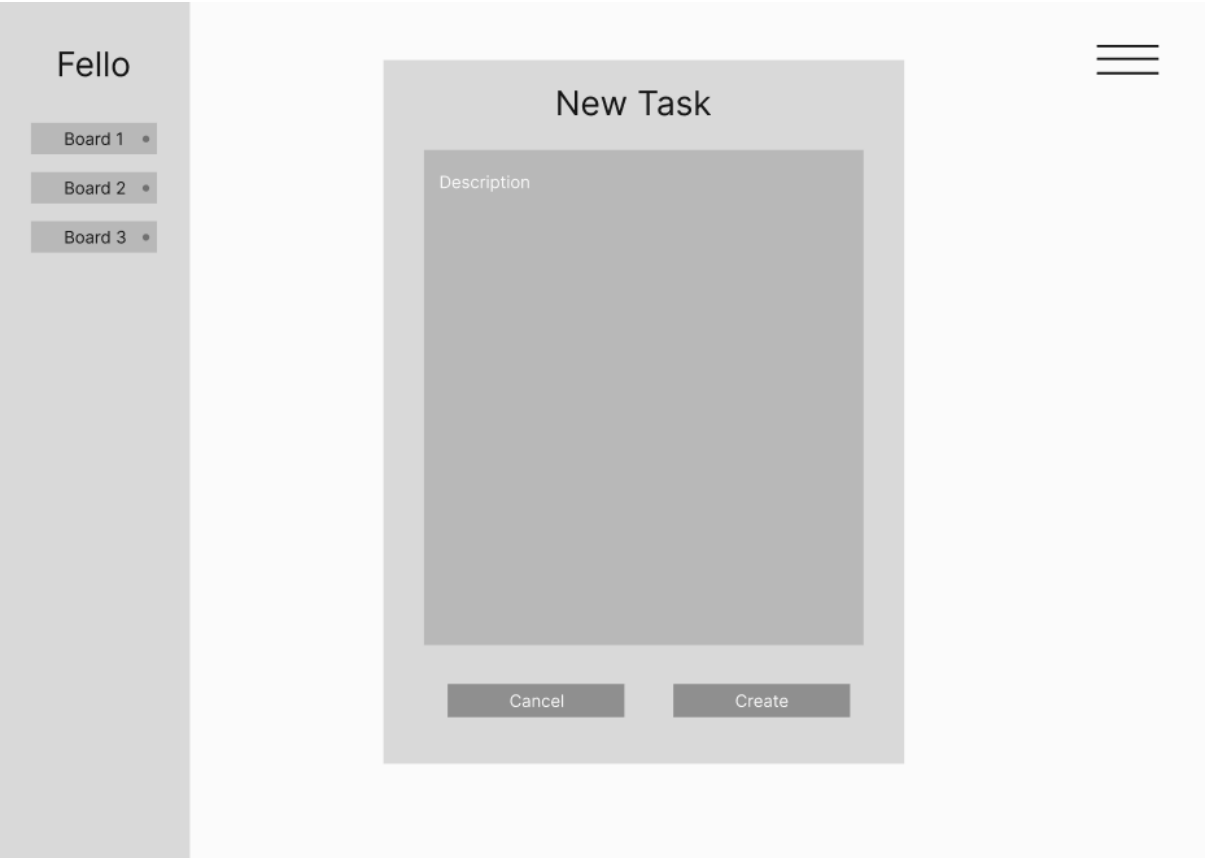 Fello
Board 1
Board 2
Board 3
New Task
Description
Cancel
Create